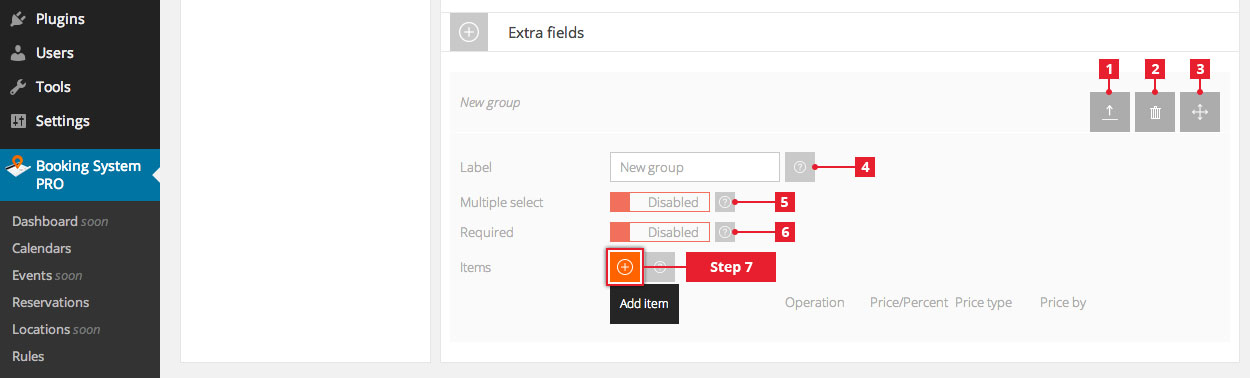 Plugins
Users
Tools
Settings
Booking System
PRO
Dashboard soon
Calendars
Events soon
Reservations
Locations soon
Rules
Extra fields
1 2 3
New group
Label New group ? 4
Multiple select Disabled ? 5
Required Disabled ? 6
Items Step 7
Add item Operation Price/Percent Price type Price by